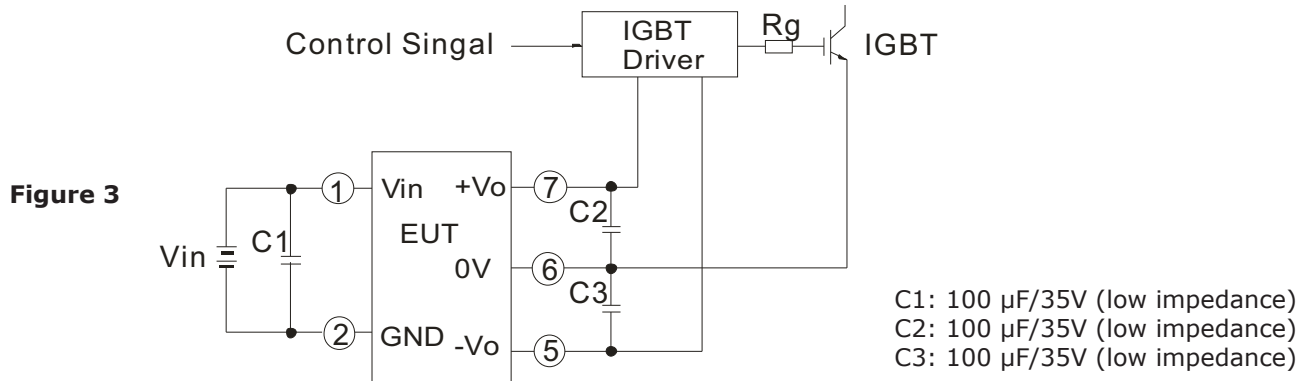 Control Singal
IGBT
Driver
Rg
IGBT
Figure 3
Vin
C1
1
2
Vin
+Vo
EUT
0V
GND
-Vo
7
C2
6
C3
5
C1: 100 µF/35V (low impedance)
C2: 100 µF/35V (low impedance)
C3: 100 µF/35V (low impedance)